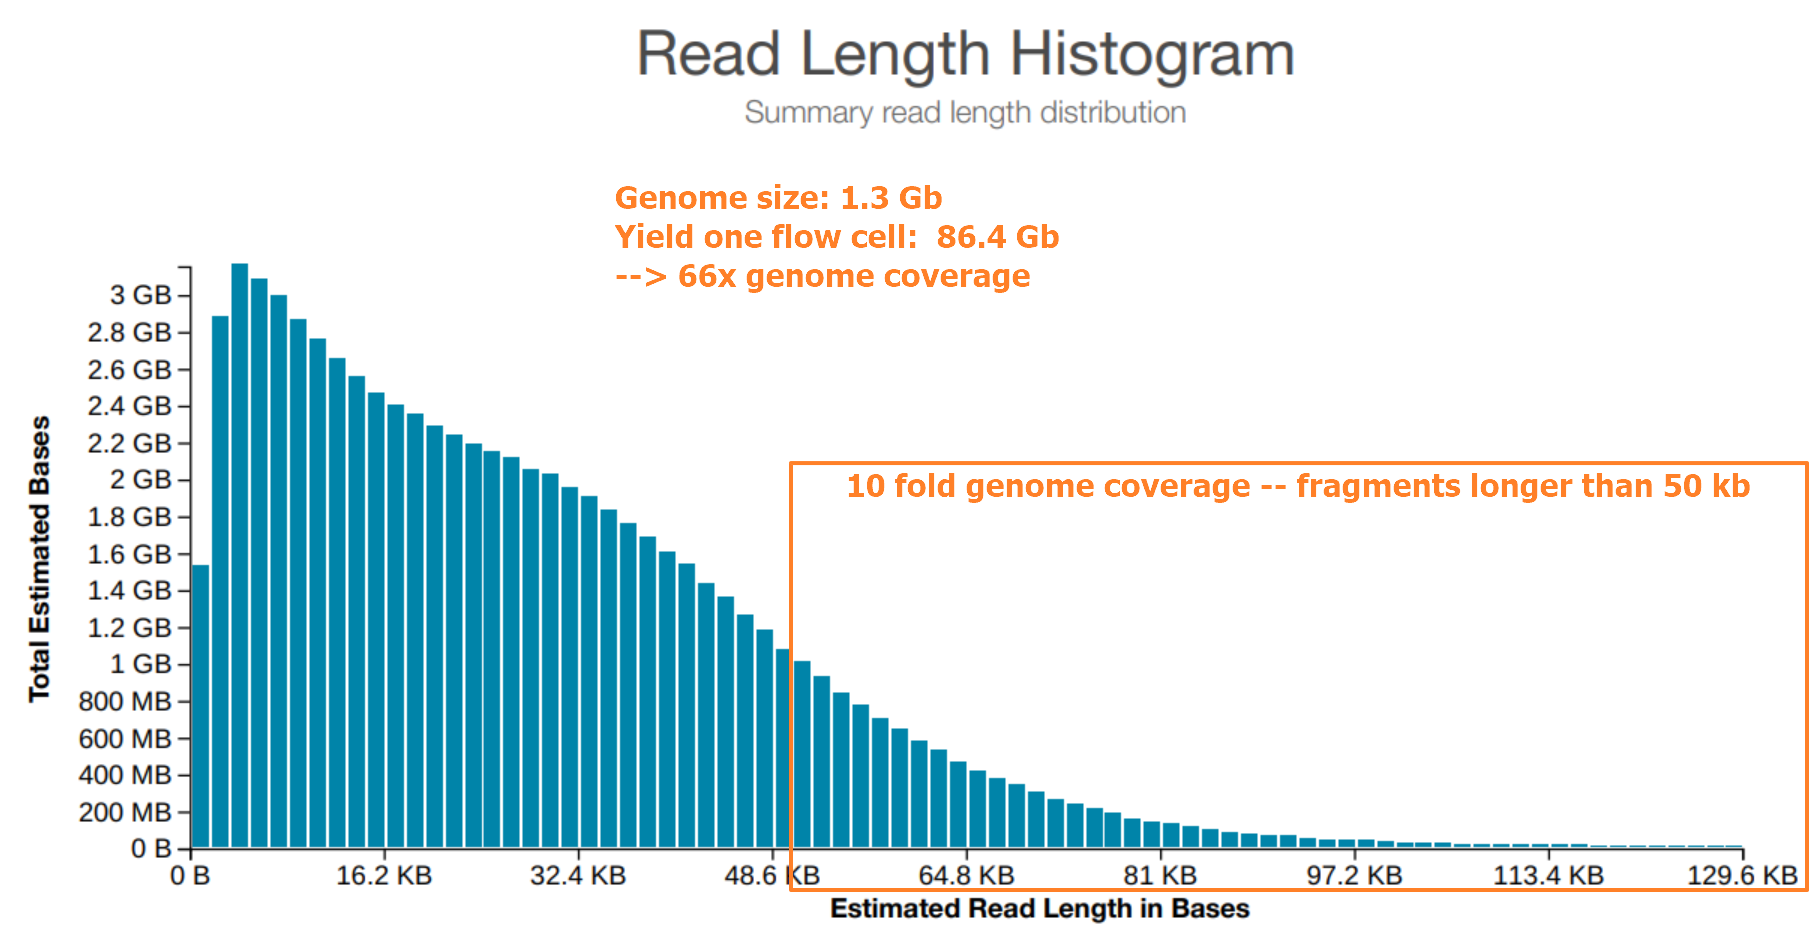 Read Length Histogram
Summary read length distribution
Genome size: 1.3 Gb
Yield one flow cell:  86.4 Gb
--> 66x genome coverage
10 fold genome coverage -- fragments longer than 50 kb
Total Estimated Bases
3 GB
2.8 GB
2.6 GB
2.4 GB
2.2 GB
2 GB
1.8 GB
1.6 GB
1.4 GB
1.2 GB
1 GB
800 MB
600 MB
400 MB
200 MB
0 B
0 B 16.2 KB 32.4 KB 48.6 KB 64.8 KB 81 KB 97.2 KB 113.4 KB 129.6 KB
Estimated Read Length in Bases